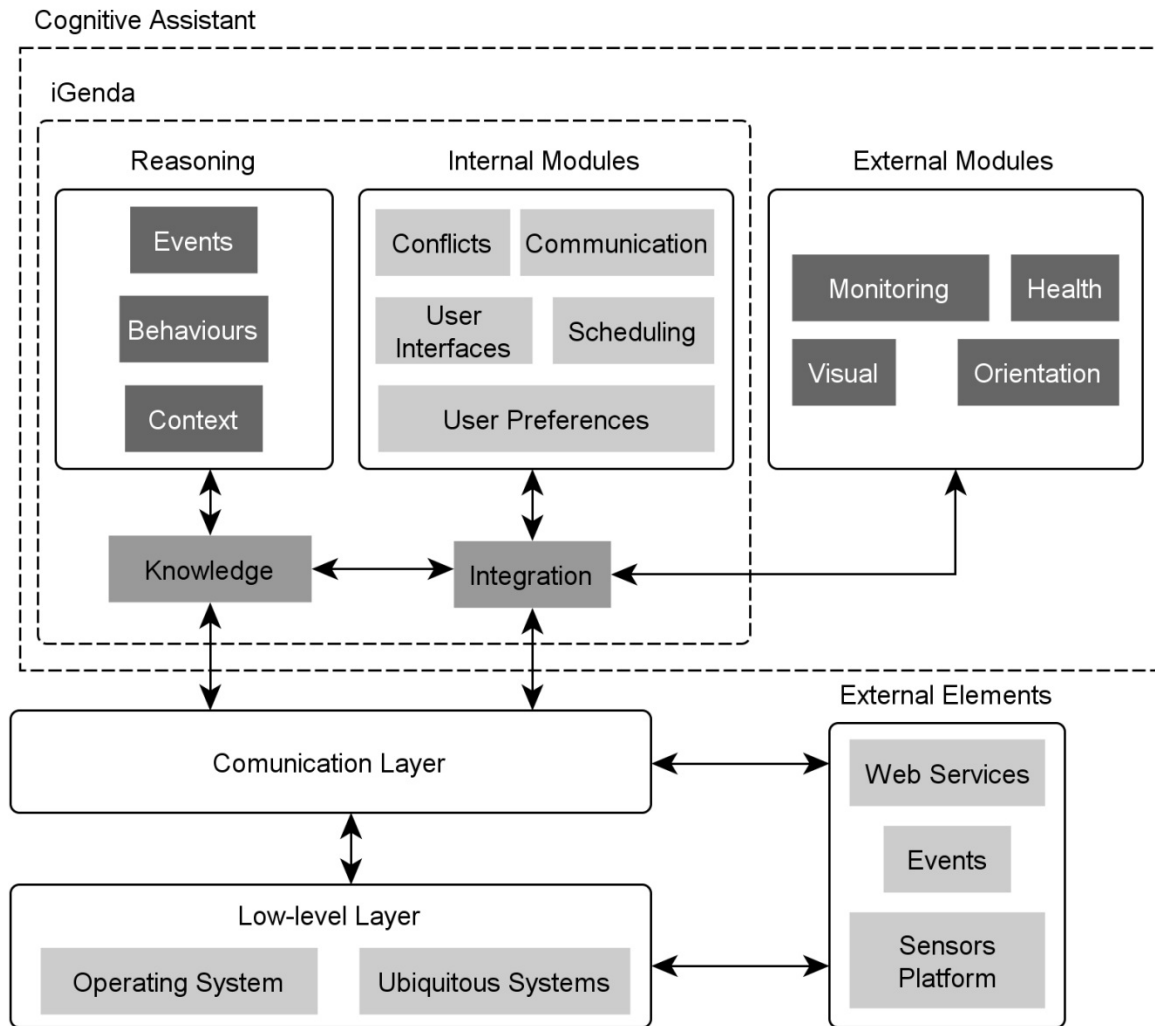 Cognitive Assistant
iGenda
Reasoning
Internal Modules
External Modules
Events
Behaviours
Context
Conflicts
Communication
User
Interfaces
Scheduling
User Preferences
Monitoring
Health
Visual
Orientation
Knowledge
Integration
Comunication Layer
External Elements
Web Services
Events
Sensors
Platform
Low-level Layer
Operating System
Ubiquitous Systems